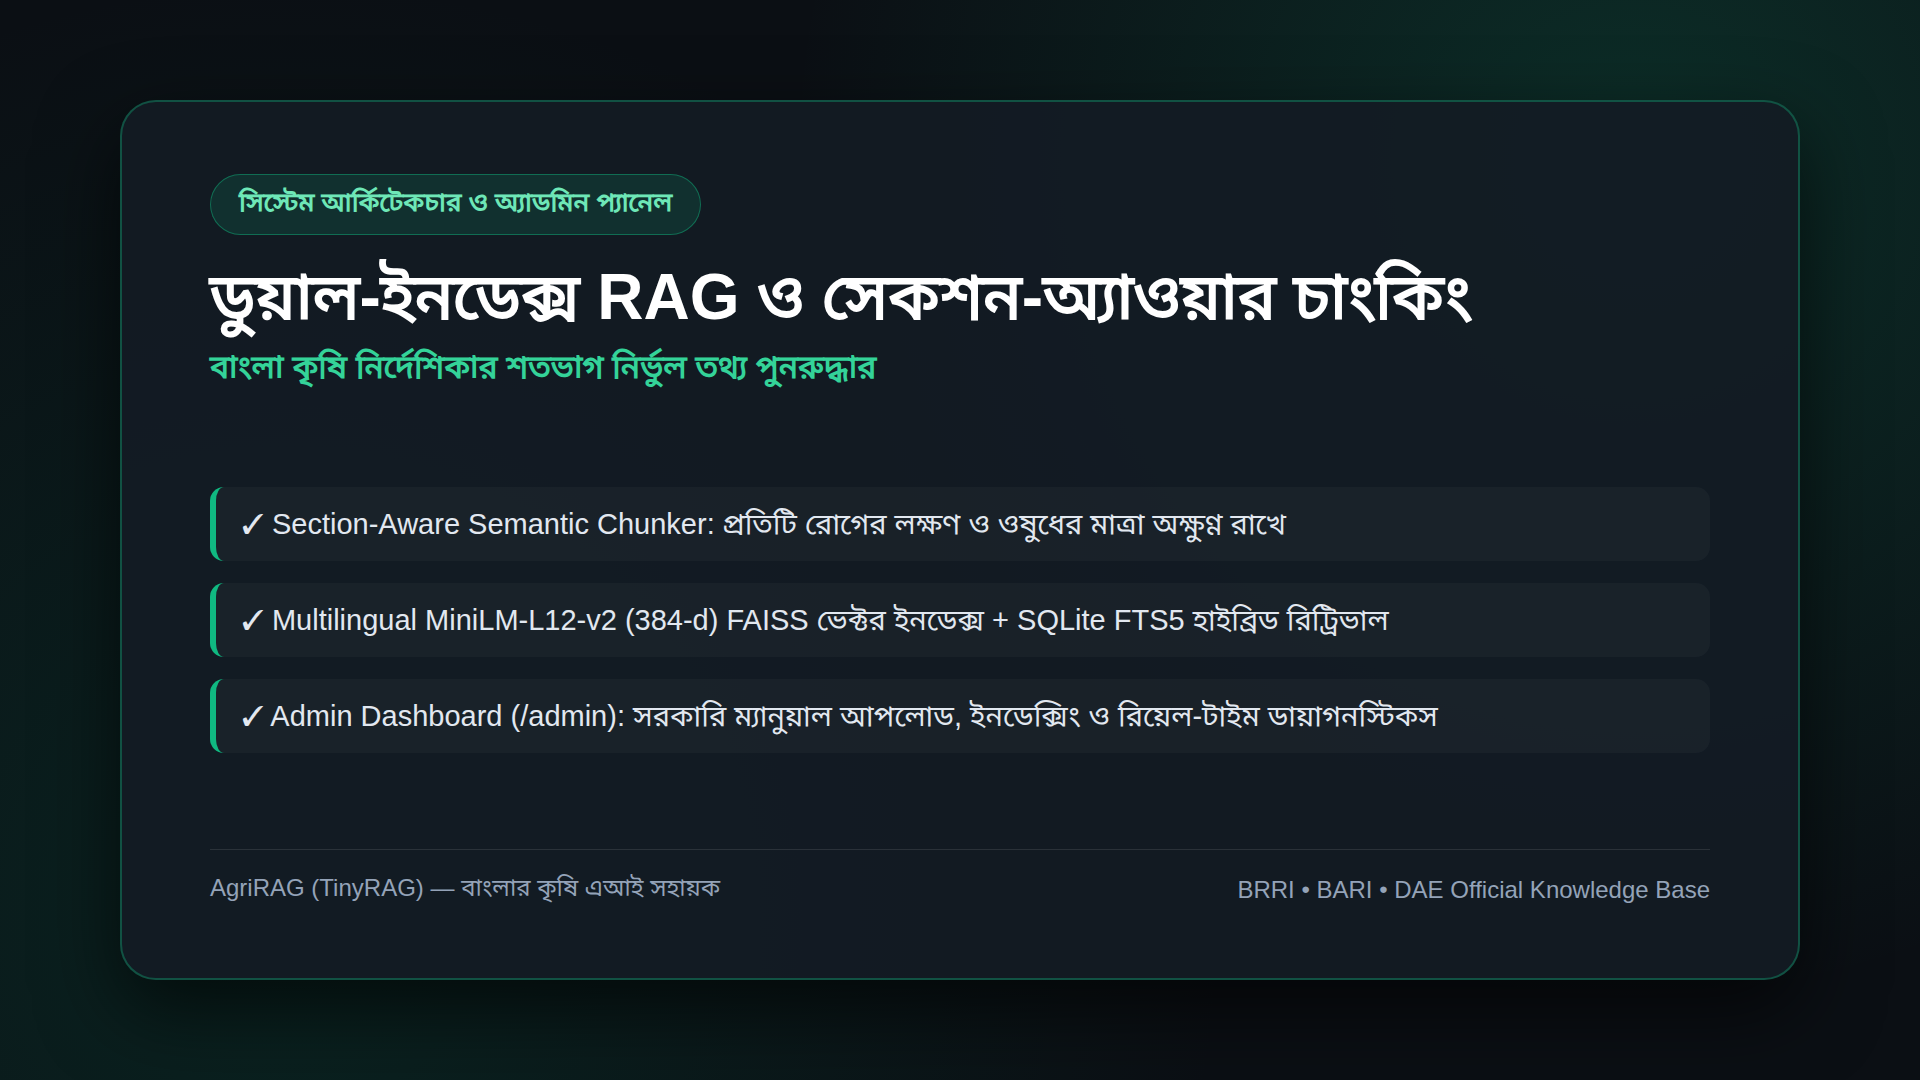 সিস্টেম আর্কিটেকচার ও অ্যাডমিন প্যানেল
ডুয়াল-ইনডেক্স RAG ও সেকশন-অ্যাওয়ার চাংকিং
বাংলা কৃষি নির্দেশিকার শতভাগ নির্ভুল তথ্য পুনরুদ্ধার
✓ Section-Aware Semantic Chunker: প্রতিটি রোগের লক্ষণ ও ওষুধের মাত্রা অক্ষুণ্ণ রাখে
✓ Multilingual MiniLM-L12-v2 (384-d) FAISS ভেক্টর ইনডেক্স + SQLite FTS5 হাইব্রিড রিট্রিভাল
✓ Admin Dashboard (/admin): সরকারি ম্যানুয়াল আপলোড, ইনডেক্সিং ও রিয়েল-টাইম ডায়াগনস্টিকস
AgriRAG (TinyRAG) — বাংলার কৃষি এআই সহায়ক
BRRI • BARI • DAE Official Knowledge Base